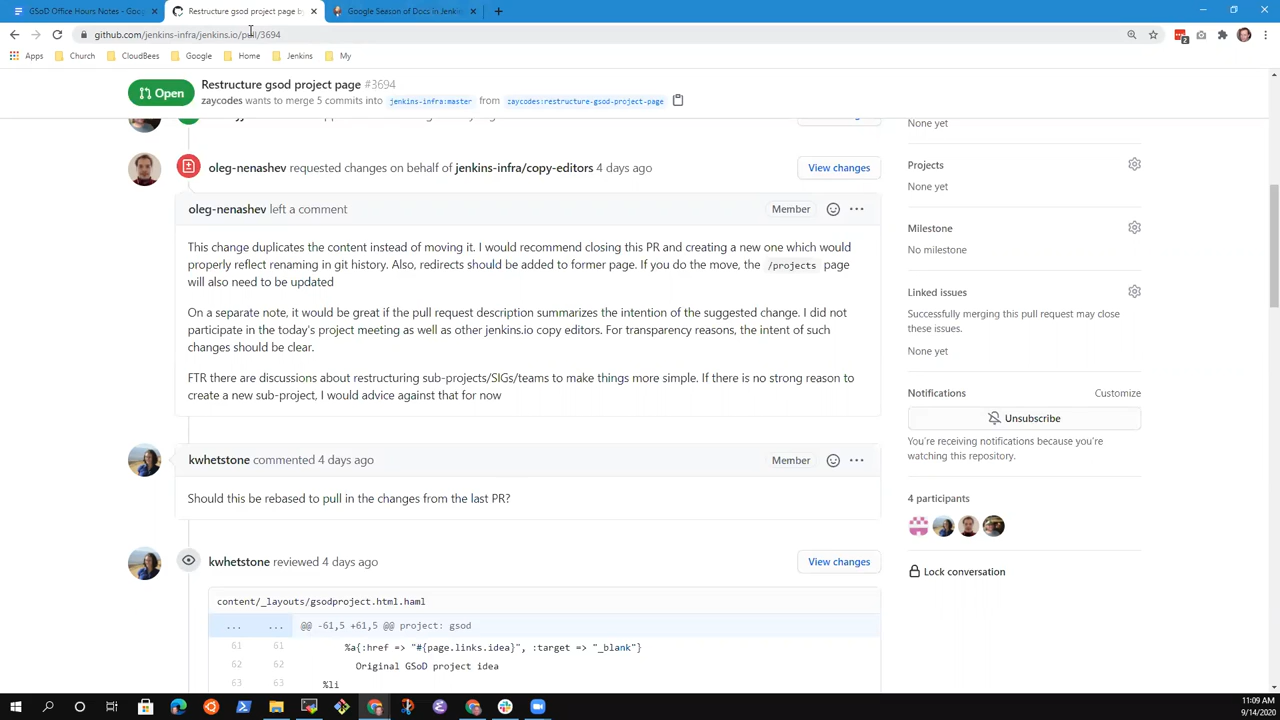 GSoD Office Hours Notes - Goog
Restructure gsod project page b
Google Season of Docs in Jenkin
github.com/jenkins-infra/jenkins.io/pull/3694
2
Apps
Church
CloudBees
Google
Home
Jenkins
My
Open
Restructure gsod project page #3694
zaycodes wants to merge 5 commits into jenkins-infra:master from zaycodes:restructure-gsod-project-page
oleg-nenashev requested changes on behalf of jenkins-infra/copy-editors 4 days ago
View changes
oleg-nenashev left a comment
Member
This change duplicates the content instead of moving it. I would recommend closing this PR and creating a new one which would
properly reflect renaming in git history. Also, redirects should be added to former page. If you do the move, the /projects page
will also need to be updated
On a separate note, it would be great if the pull request description summarizes the intention of the suggested change. I did not
participate in the today's project meeting as well as other jenkins.io copy editors. For transparency reasons, the intent of such
changes should be clear.
FTR there are discussions about restructuring sub-projects/SIGs/teams to make things more simple. If there is no strong reason to
create a new sub-project, I would advice against that for now
kwhetstone commented 4 days ago
Member
Should this be rebased to pull in the changes from the last PR?
kwhetstone reviewed 4 days ago
View changes
content/_layouts/gsodproject.html.haml
... ... @@ -61,5 +61,5 @@ project: gsod
61 61 %a{:href => "#{page.links.idea}", :target => "_blank"}
62 62 Original GSoD project idea
63 63 %li
None yet
Projects
None yet
Milestone
No milestone
Linked issues
Successfully merging this pull request may close
these issues.
None yet
Notifications
Customize
Unsubscribe
You're receiving notifications because you're
watching this repository.
4 participants
Lock conversation
11:09 AM
9/14/2020